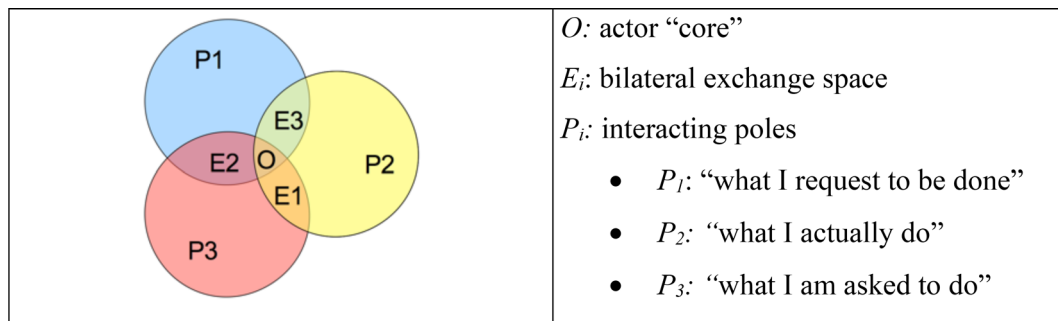 P1
E3
E2
O
P2
E1
P3
O: actor “core”
Ei: bilateral exchange space
Pi: interacting poles
• P1: “what I request to be done”
• P2: “what I actually do”
• P3: “what I am asked to do”